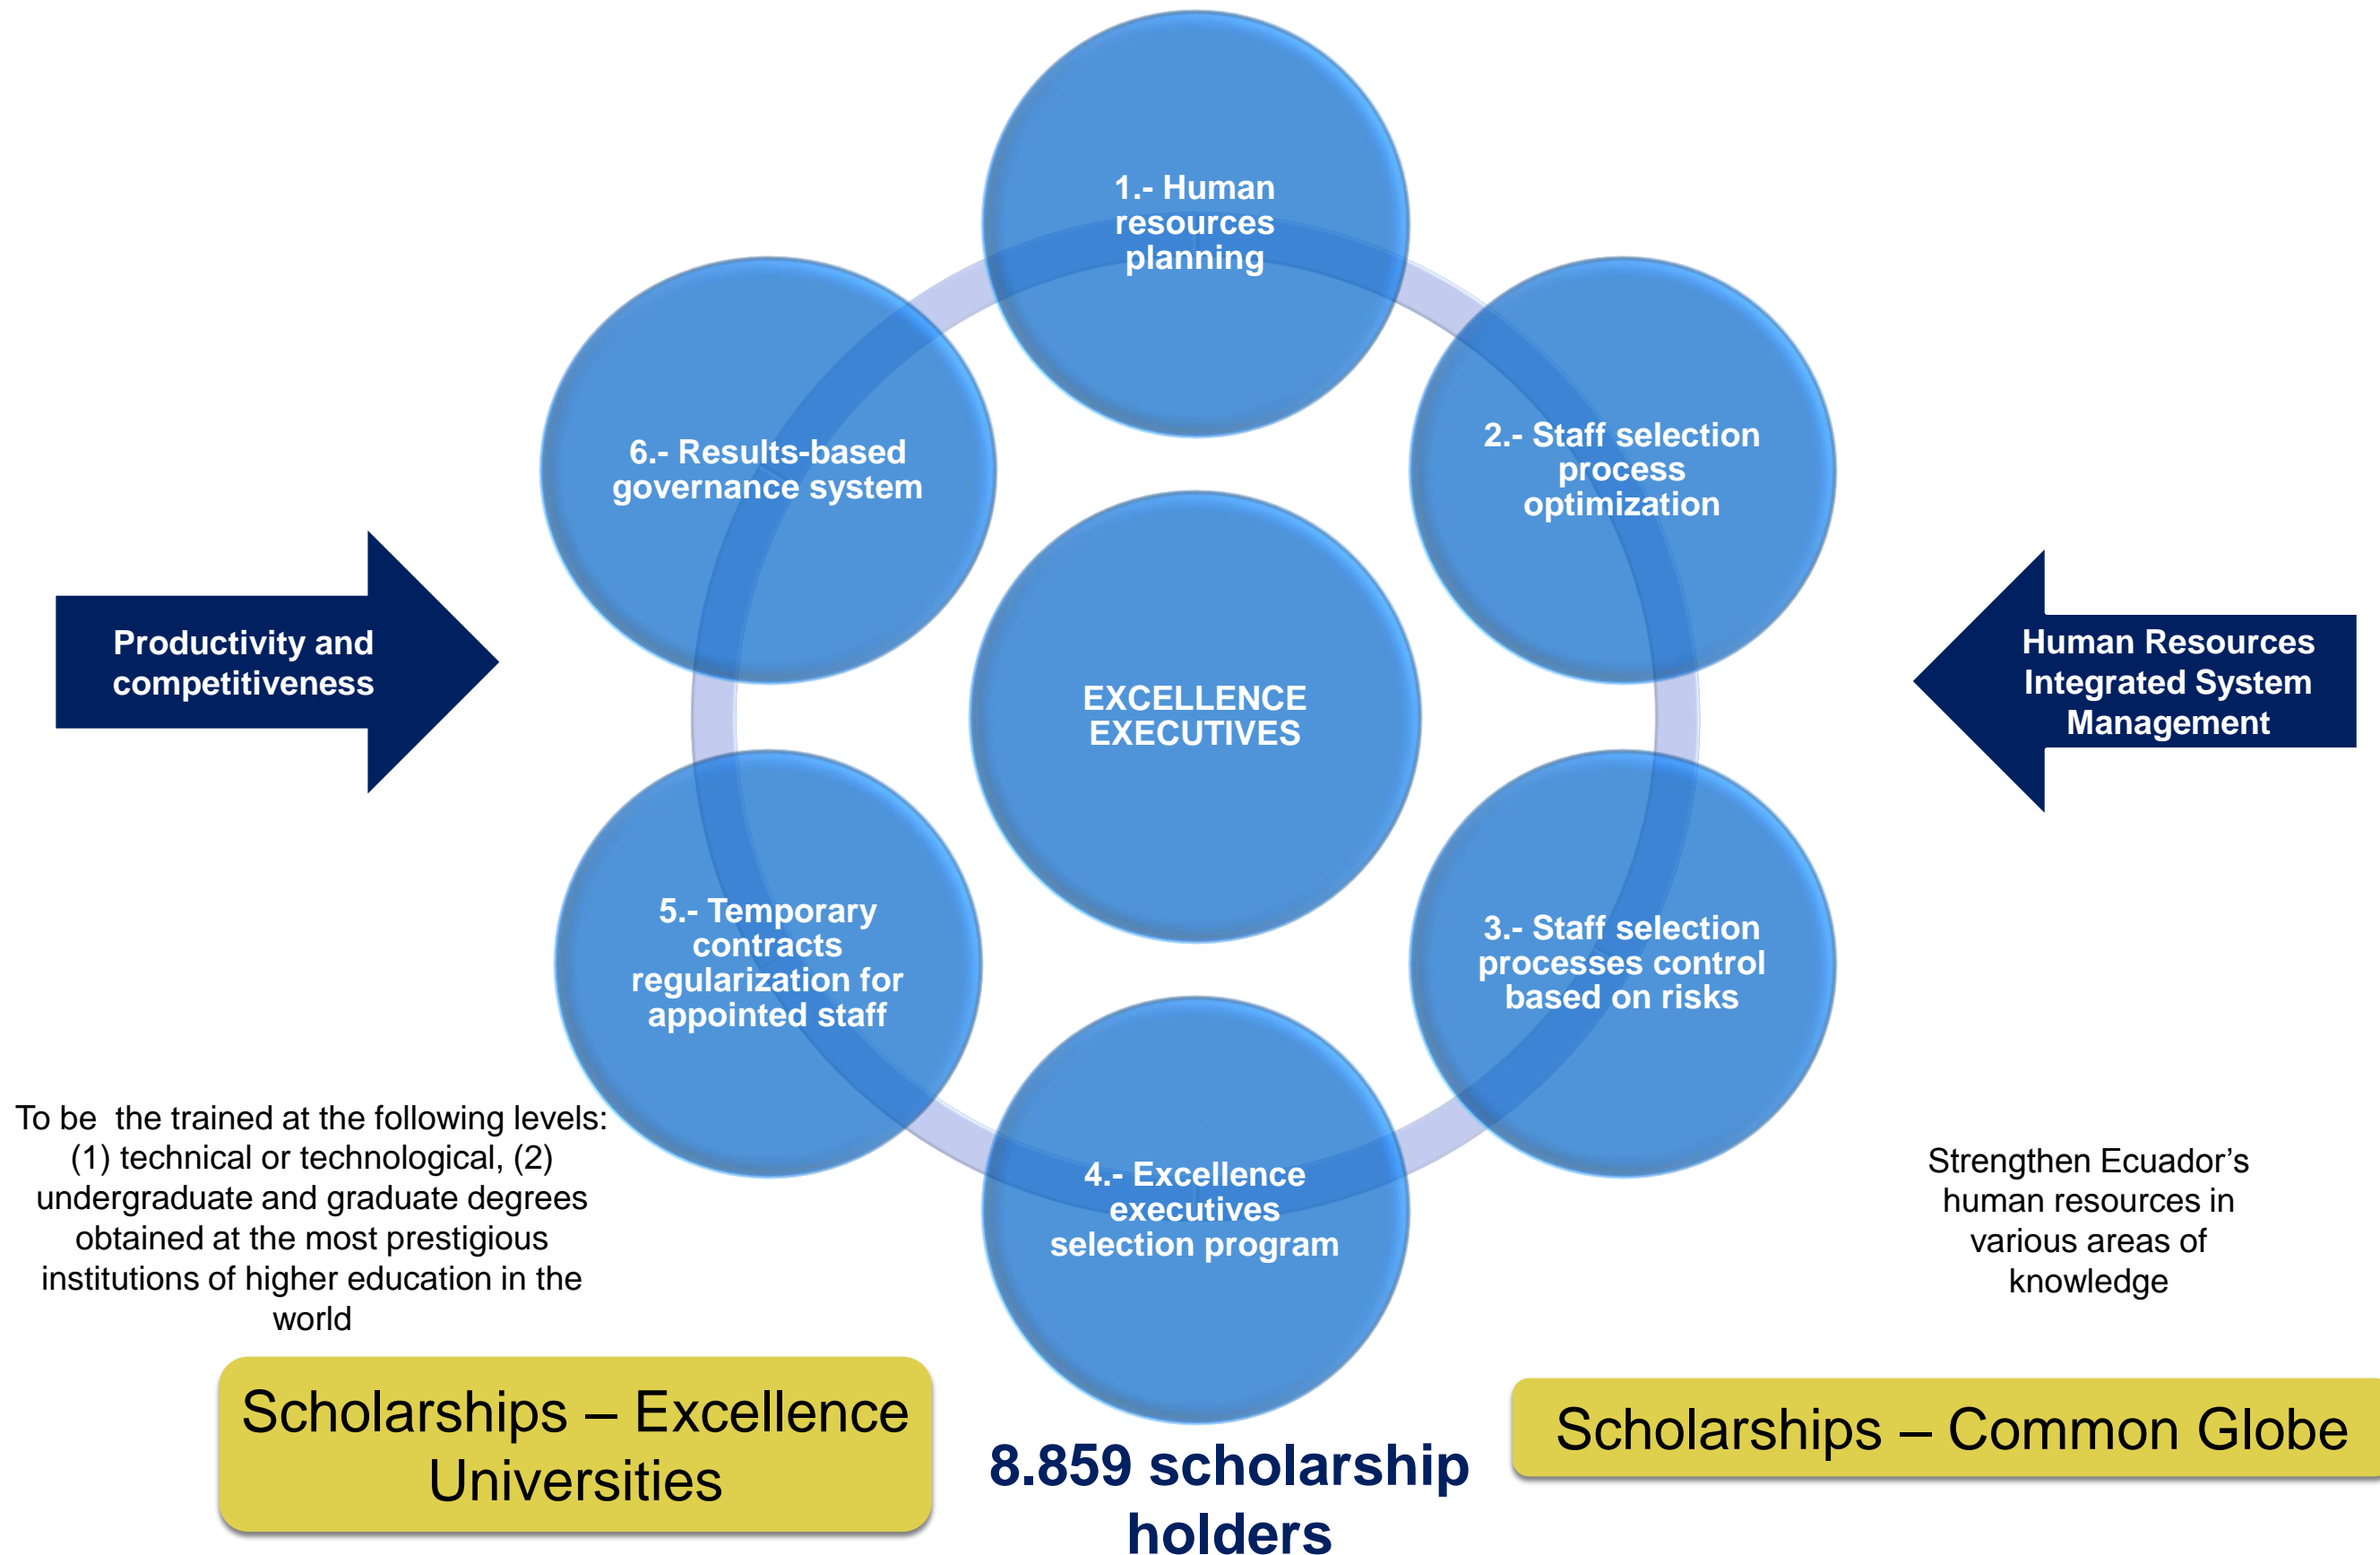 1.- Human
resources
planning
2.- Staff selection
process
optimization
6.- Results-based
governance system
Productivity and
competitiveness
EXCELLENCE
EXECUTIVES
Human Resources
Integrated System
Management
3.- Staff selection
processes control
based on risks
5.- Temporary
contracts
regularization for
appointed staff
4.- Excellence
executives
selection program
To be  the trained at the following levels:
(1) technical or technological, (2)
undergraduate and graduate degrees
obtained at the most prestigious
institutions of higher education in the
world
Strengthen Ecuador’s
human resources in
various areas of
knowledge
Scholarships – Excellence
Universities
8.859 scholarship
holders
Scholarships – Common Globe